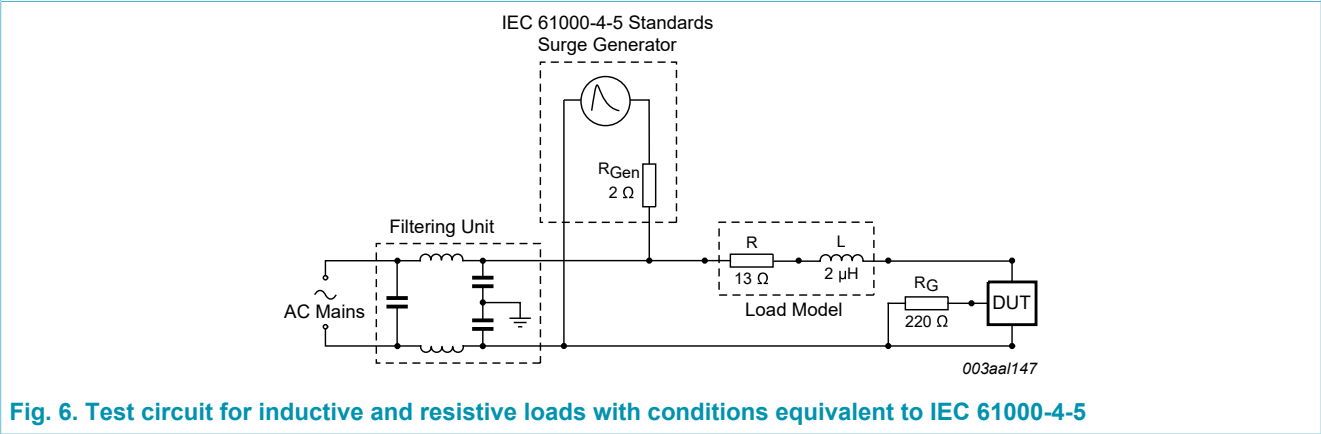 IEC 61000-4-5 Standards
Surge Generator
RGen
2 Ω
Filtering Unit
AC Mains
R
13 Ω
L
2 μH
Load Model
RG
220 Ω
DUT
003aal147
Fig. 6. Test circuit for inductive and resistive loads with conditions equivalent to IEC 61000-4-5